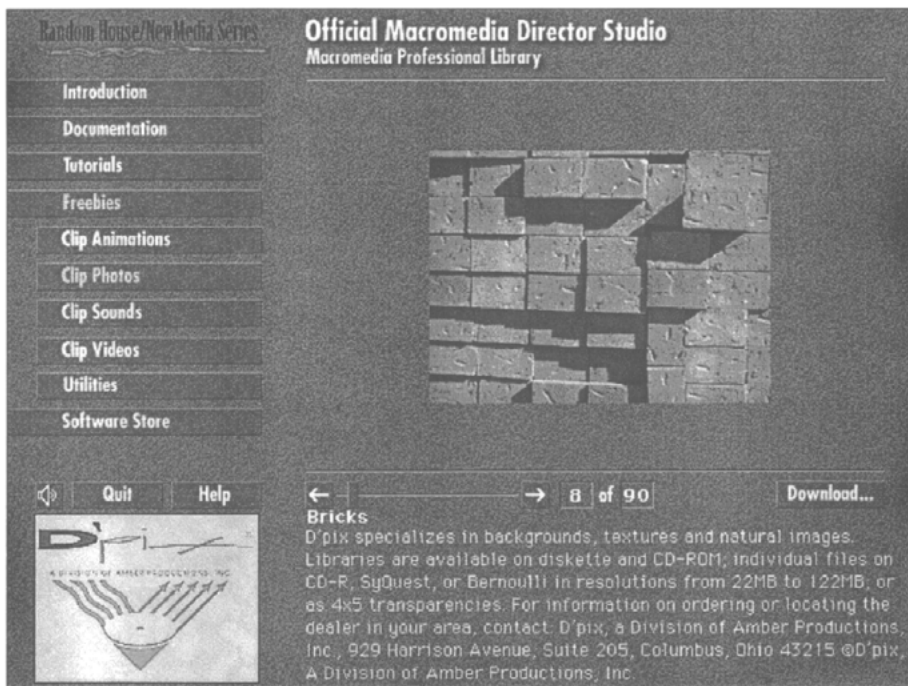 Random House/NewMedia Series
Official Macromedia Director Studio
Macromedia Professional Library
Introduction
Documentation
Tutorials
Freebies
Clip Animations
Clip Photos
Clip Sounds
Clip Videos
Utilities
Software Store
Quit Help
8 of 90
Download...
D'pix
A DIVISION OF AMBER PRODUCTIONS, INC.
Bricks
D'pix specializes in backgrounds, textures and natural images.
Libraries are available on diskette and CD-ROM; individual files on
CD-R, SyQuest, or Bernoulli in resolutions from 22MB to 122MB; or
as 4x5 transparencies. For information on ordering or locating the
dealer in your area, contact: D'pix, a Division of Amber Productions,
Inc., 929 Harrison Avenue, Suite 205, Columbus, Ohio 43215 ©D'pix,
A Division of Amber Productions, Inc.